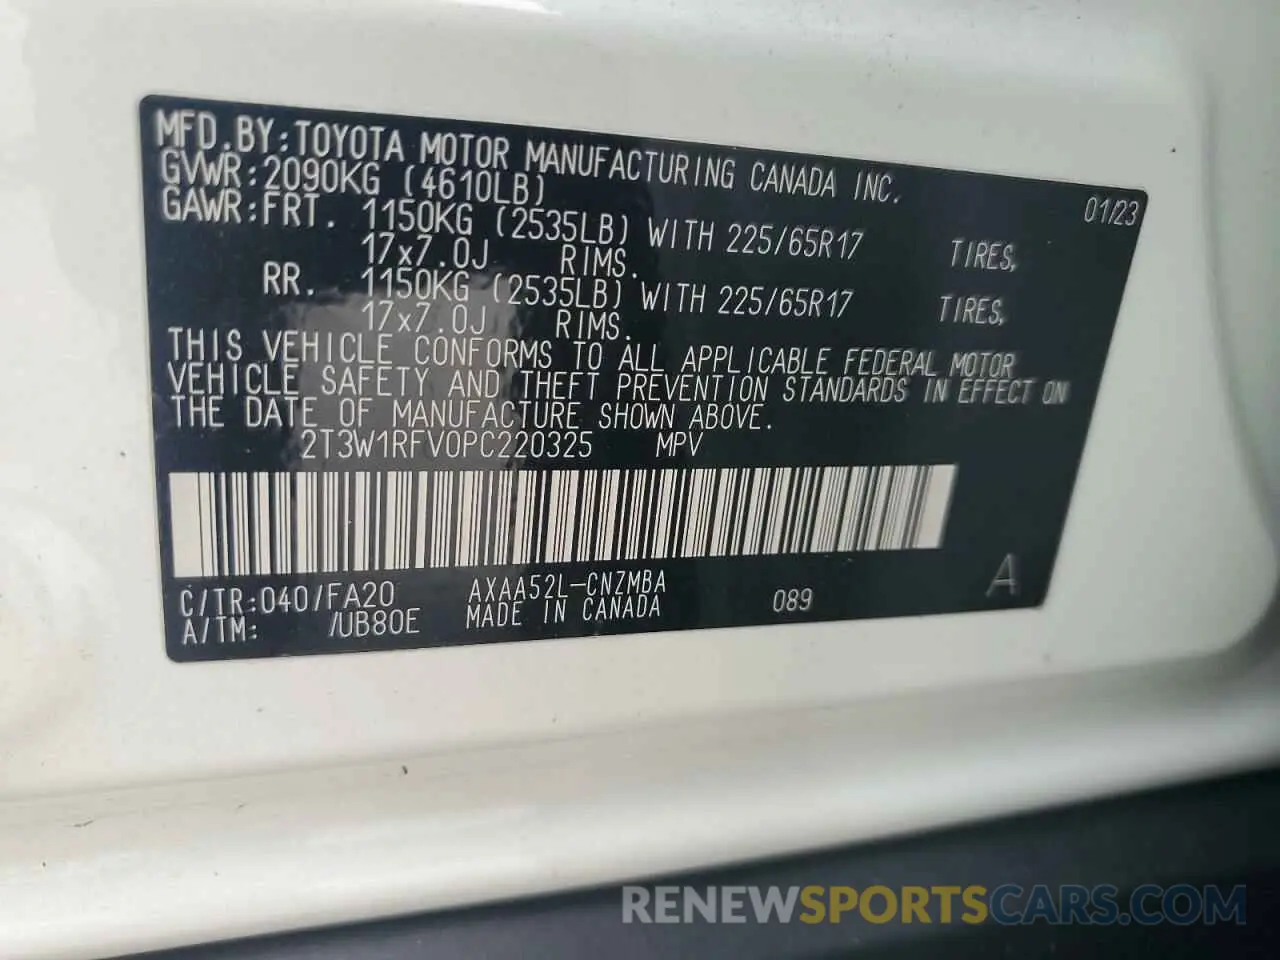 MFD.BY:TOYOTA MOTOR MANUFACTURING CANADA INC. 01/23
GVWR:2090KG (4610LB)
GAWR:FRT. 1150KG (2535LB) WITH 225/65R17 TIRES,
17x7.0J RIMS.
RR. 1150KG (2535LB) WITH 225/65R17 TIRES,
17x7.0J RIMS.
THIS VEHICLE CONFORMS TO ALL APPLICABLE FEDERAL MOTOR
VEHICLE SAFETY AND THEFT PREVENTION STANDARDS IN EFFECT ON
THE DATE OF MANUFACTURE SHOWN ABOVE.
2T3W1RFV0PC220325 MPV
C/TR:040/FA20 AXAA52L-CNZMBA 089 A
A/TM: /UB80E MADE IN CANADA
RENEWSPORTSCARS.COM